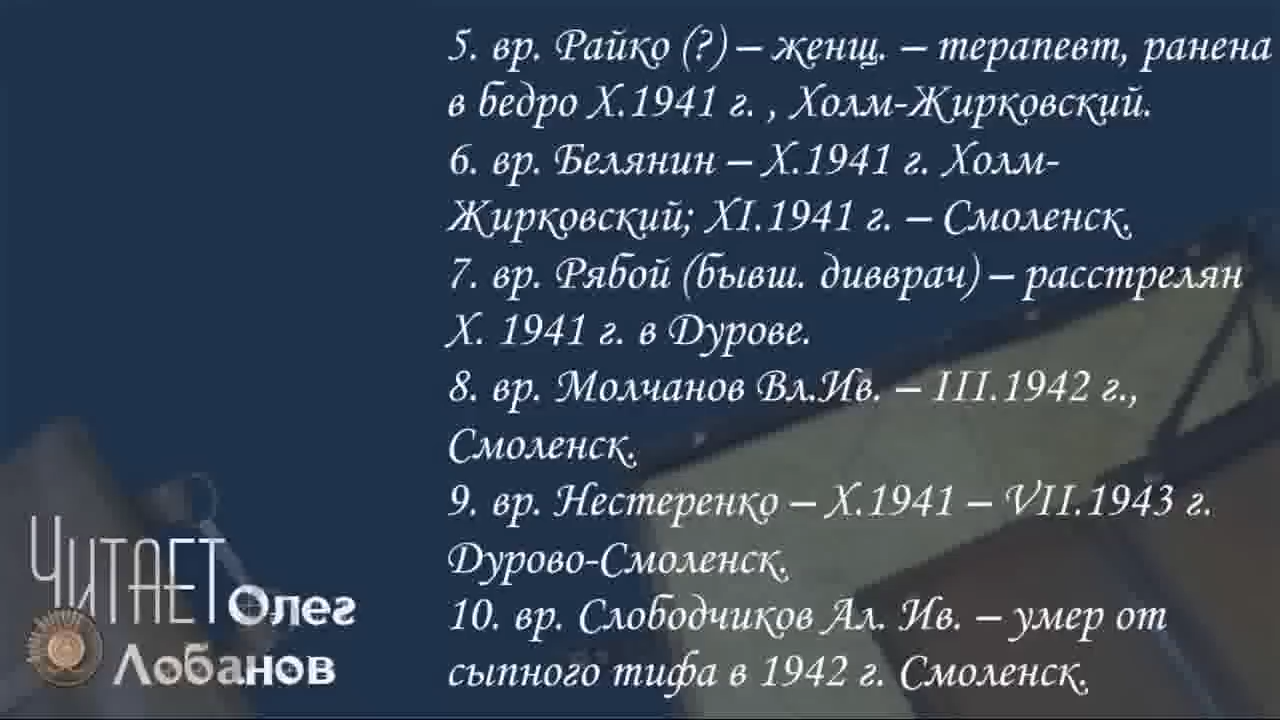 5. вр. Райко (?) – женщ. – терапевт, ранена
в бедро X.1941 г. , Холм-Жирковский.
6. вр. Белянин – X.1941 г. Холм-
Жирковский; XI.1941 г. – Смоленск.
7. вр. Рябой (бывш. дивврач) – расстрелян
X. 1941 г. в Дурове.
8. вр. Молчанов Вл.Ив. – III.1942 г.,
Смоленск.
9. вр. Нестеренко – X.1941 – VII.1943 г.
Дурово-Смоленск.
10. вр. Слободчиков Ал. Ив. – умер от
сыпного тифа в 1942 г. Смоленск.
Читает
Олег
Лобанов